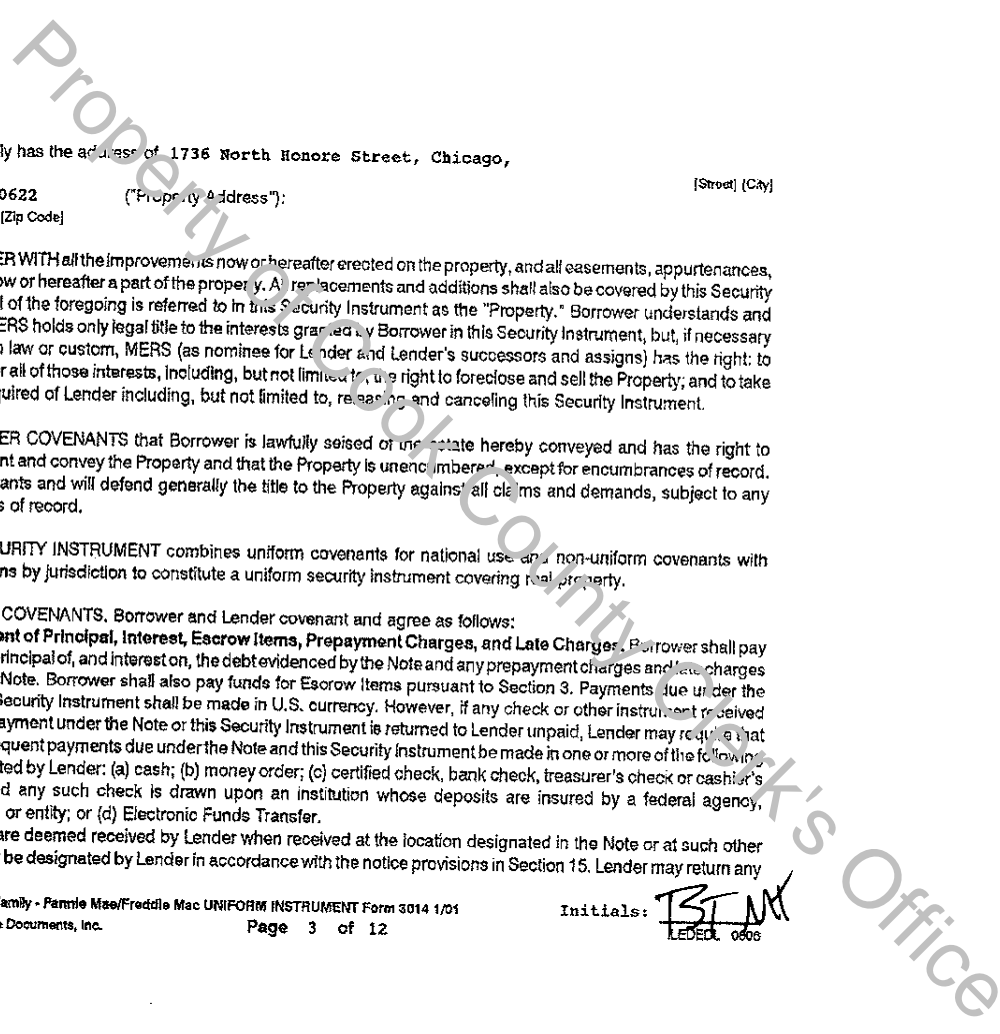 ly has the address of 1736 North Honore Street, Chicago,
[Street] [City]
0622 ("Property Address");
[Zip Code]
ER WITH all the improvements now or hereafter erected on the property, and all easements, appurtenances,
ow or hereafter a part of the property. All replacements and additions shall also be covered by this Security
l of the foregoing is referred to in this Security Instrument as the "Property." Borrower understands and
ERS holds only legal title to the interests granted by Borrower in this Security Instrument, but, if necessary
law or custom, MERS (as nominee for Lender and Lender's successors and assigns) has the right: to
r all of those interests, including, but not limited to, the right to foreclose and sell the Property; and to take
quired of Lender including, but not limited to, releasing and canceling this Security Instrument.
ER COVENANTS that Borrower is lawfully seised of the estate hereby conveyed and has the right to
nt and convey the Property and that the Property is unencumbered, except for encumbrances of record.
ants and will defend generally the title to the Property against all claims and demands, subject to any
s of record.
URITY INSTRUMENT combines uniform covenants for national use and non-uniform covenants with
ns by jurisdiction to constitute a uniform security instrument covering real property.
COVENANTS. Borrower and Lender covenant and agree as follows:
ent of Principal, Interest, Escrow Items, Prepayment Charges, and Late Charges. Borrower shall pay
rincipal of, and interest on, the debt evidenced by the Note and any prepayment charges and late charges
Note. Borrower shall also pay funds for Escrow Items pursuant to Section 3. Payments due under the
Security Instrument shall be made in U.S. currency. However, if any check or other instrument received
ayment under the Note or this Security Instrument is returned to Lender unpaid, Lender may require that
quent payments due under the Note and this Security Instrument be made in one or more of the following
ted by Lender: (a) cash; (b) money order; (c) certified check, bank check, treasurer's check or cashier's
d any such check is drawn upon an institution whose deposits are insured by a federal agency,
or entity; or (d) Electronic Funds Transfer.
are deemed received by Lender when received at the location designated in the Note or at such other
be designated by Lender in accordance with the notice provisions in Section 15. Lender may return any
amily - Fannie Mae/Freddie Mac UNIFORM INSTRUMENT Form 3014 1/01
Initials:
Documents, Inc. Page 3 of 12
ILEDEDL 0606
Property of Cook County Clerk's Office